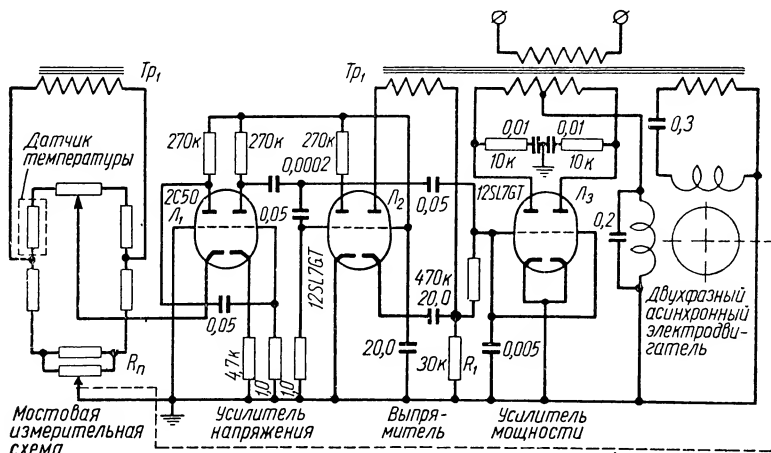 Тр₁
Датчик
температуры
270к
270к
0,0002
270к
Тр₁
0,01
0,01
10к
10к
0,3
2С50
Л₁
0,05
Л₂
12SL7GT
0,05
12SL7GT
Л₃
0,2
0,05
470к
20,0
Двухфазный
асинхронный
электродви-
гатель
Rп
4,7к
1,0
1,0
20,0
30к
R₁
0,005
Мостовая
измерительная
схема
Усилитель
напряжения
Выпря-
митель
Усилитель
мощности